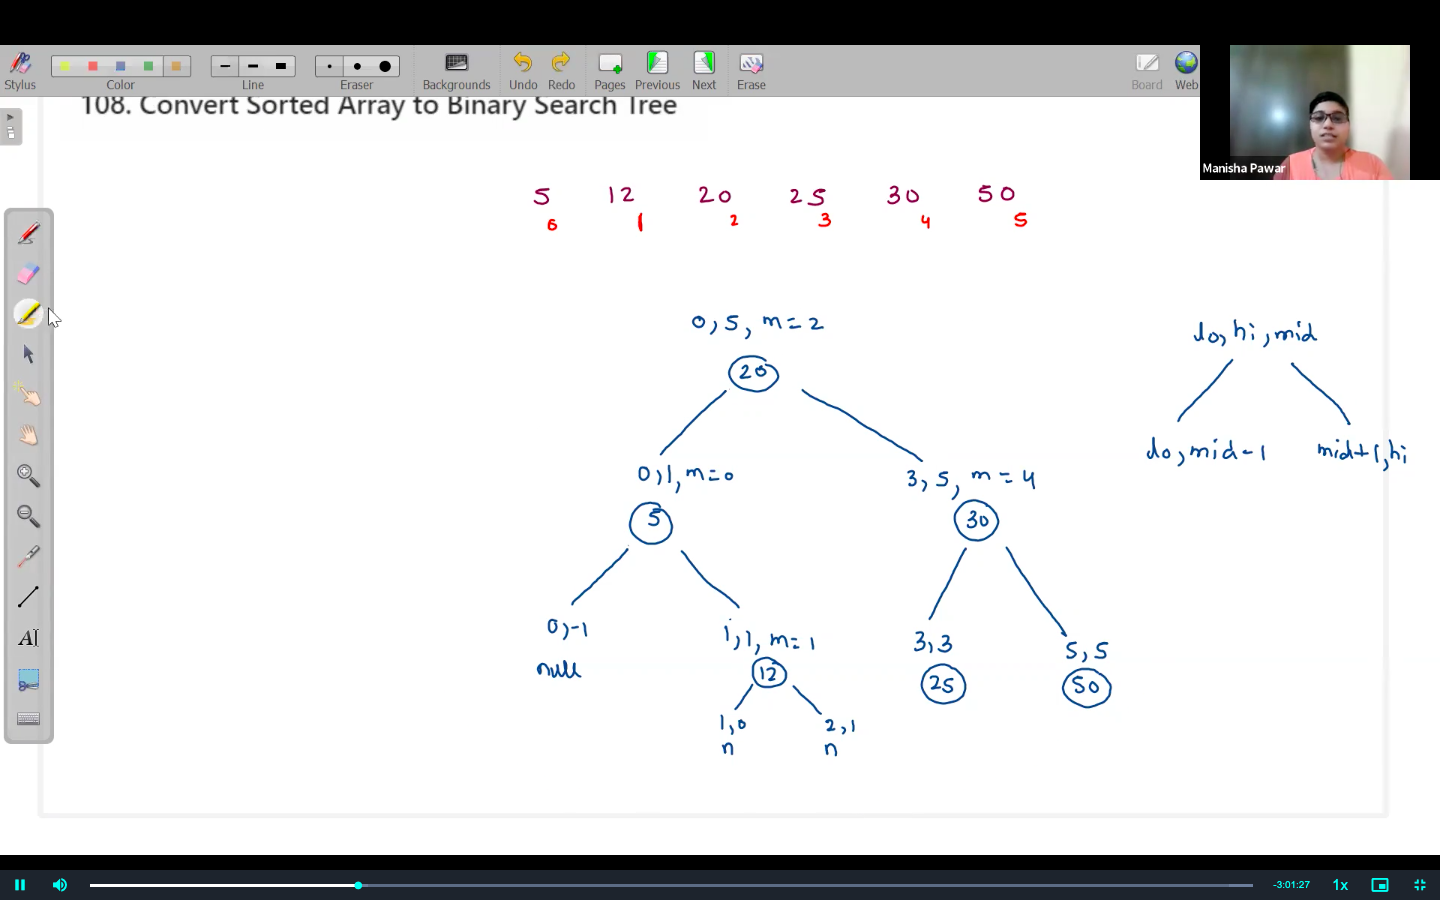 Stylus
Color
Line
Eraser
Backgrounds
Undo
Redo
Pages
Previous
Next
Erase
Board
Web
Manisha Pawar
108. Convert Sorted Array to Binary Search Tree
5 12 20 25 30 50
0 1 2 3 4 5
0, 5, m = 2
20
lo, hi, mid
lo, mid-1
mid+1, hi
0, 1, m=0
3, 5, m = 4
5
30
0, -1
null
1, 1, m=1
12
3, 3
25
5, 5
50
1, 0
n
2, 1
n
AI
-3:01:27
1x